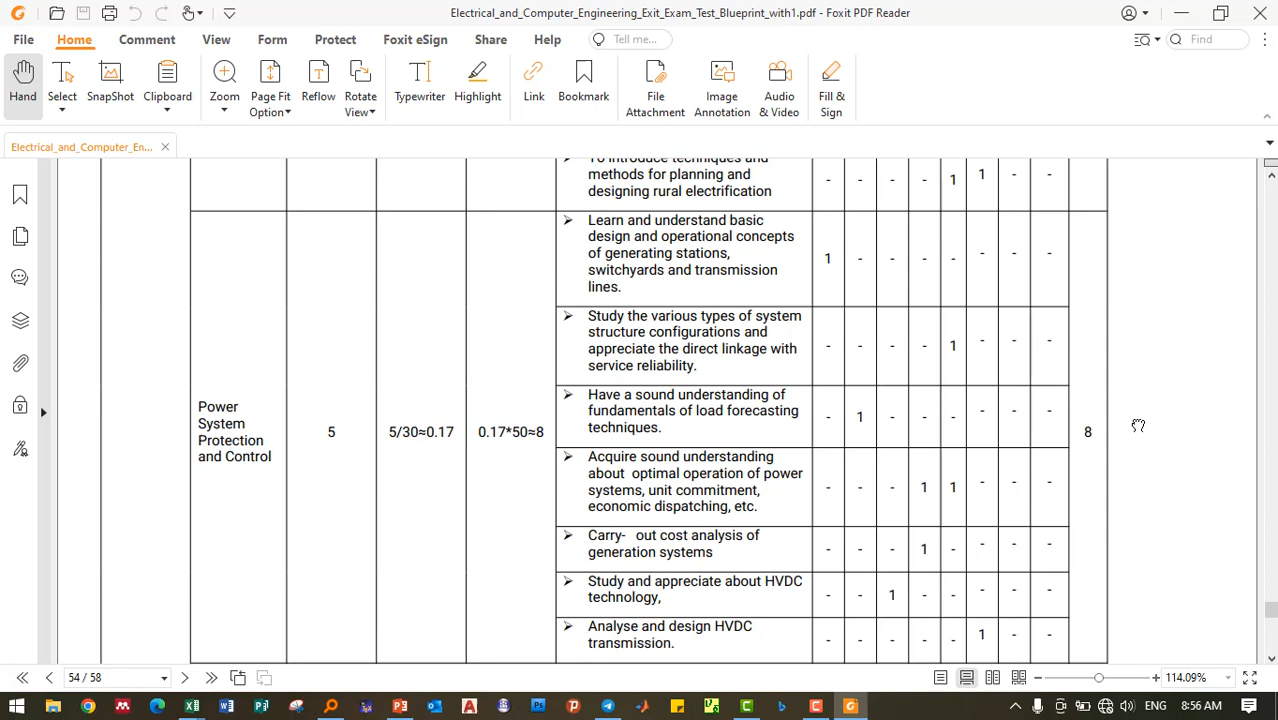 Electrical_and_Computer_Engineering_Exit_Exam_Test_Blueprint_with1.pdf - Foxit PDF Reader
File Home Comment View Form Protect Foxit eSign Share Help Tell me... Find
Hand Select SnapShot Clipboard Zoom Page Fit Option Reflow Rotate View Typewriter Highlight Link Bookmark File Attachment Image Annotation Audio & Video Fill & Sign
Electrical_and_Computer_En...
To introduce techniques and
methods for planning and
designing rural electrification
- - - - 1 1 - -
Power
System
Protection
and Control
5
5/30≈0.17
0.17*50≈8
Learn and understand basic
design and operational concepts
of generating stations,
switchyards and transmission
lines.
1 - - - - - - -
Study the various types of system
structure configurations and
appreciate the direct linkage with
service reliability.
- - - - 1 - - -
Have a sound understanding of
fundamentals of load forecasting
techniques.
- 1 - - - - - -
Acquire sound understanding
about optimal operation of power
systems, unit commitment,
economic dispatching, etc.
- - - 1 1 - - -
Carry- out cost analysis of
generation systems
- - - 1 - - - -
Study and appreciate about HVDC
technology,
- - 1 - - - - -
Analyse and design HVDC
transmission.
- - - - - 1 - -
8
54 / 58
114.09%
ENG 8:56 AM